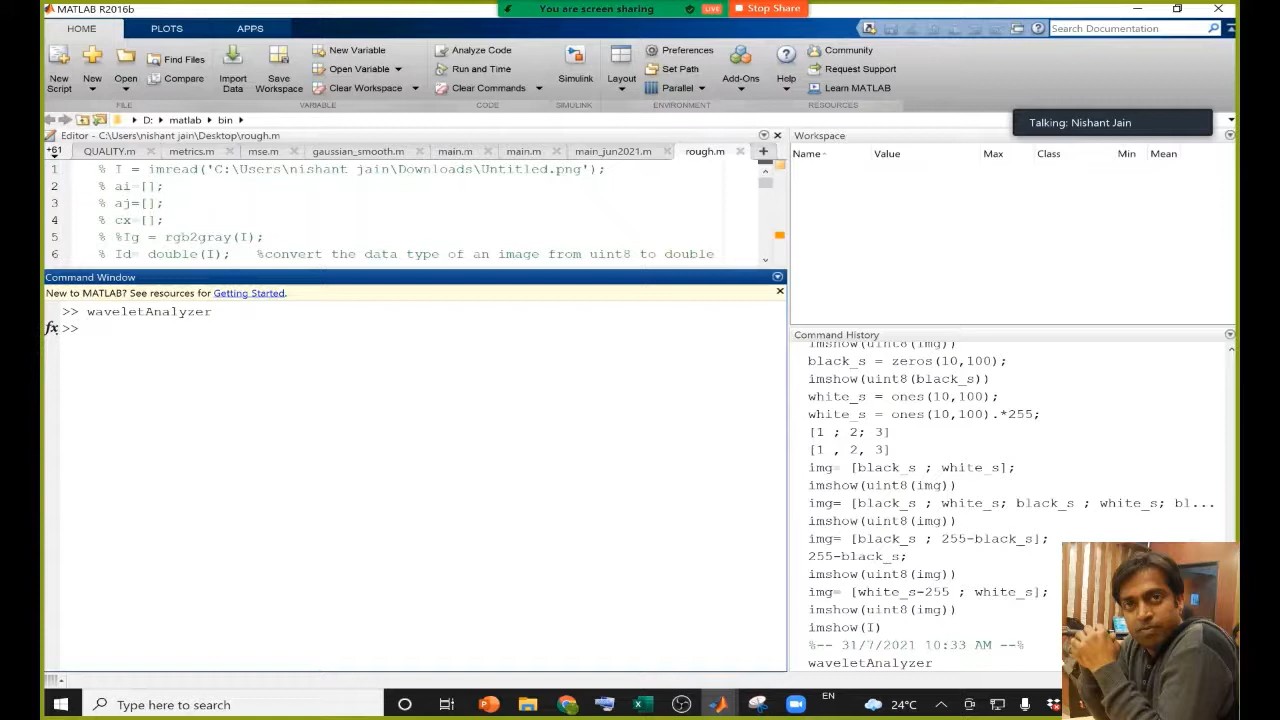 MATLAB R2016b
You are screen sharing
LIVE
Stop Share
HOME
PLOTS
APPS
Search Documentation
New Script
New
Open
Find Files
Compare
Import Data
Save Workspace
New Variable
Open Variable
Clear Workspace
Analyze Code
Run and Time
Clear Commands
Simulink
Layout
Preferences
Set Path
Parallel
Add-Ons
Help
Community
Request Support
Learn MATLAB
FILE
VARIABLE
CODE
SIMULINK
ENVIRONMENT
RESOURCES
D: matlab bin
Talking: Nishant Jain
Editor - C:\Users\nishant jain\Desktop\rough.m
+61
QUALITY.m
metrics.m
mse.m
gaussian_smooth.m
main.m
main.m
main_jun2021.m
rough.m
1 % I = imread('C:\Users\nishant jain\Downloads\Untitled.png');
2 % ai=[];
3 % aj=[];
4 % cx=[];
5 % %Ig = rgb2gray(I);
6 % Id= double(I); %convert the data type of an image from uint8 to double
Workspace
Name Value Max Class Min Mean
Command Window
New to MATLAB? See resources for Getting Started.
>> waveletAnalyzer
fx >>
Command History
imshow(uint8(img))
black_s = zeros(10,100);
imshow(uint8(black_s))
white_s = ones(10,100);
white_s = ones(10,100).*255;
[1 ; 2; 3]
[1 , 2, 3]
img= [black_s ; white_s];
imshow(uint8(img))
img= [black_s ; white_s; black_s ; white_s; bl...
imshow(uint8(img))
img= [black_s ; 255-black_s];
255-black_s;
imshow(uint8(img))
img= [white_s-255 ; white_s];
imshow(uint8(img))
imshow(I)
%-- 31/7/2021 10:33 AM --%
waveletAnalyzer
Type here to search
EN
24°C